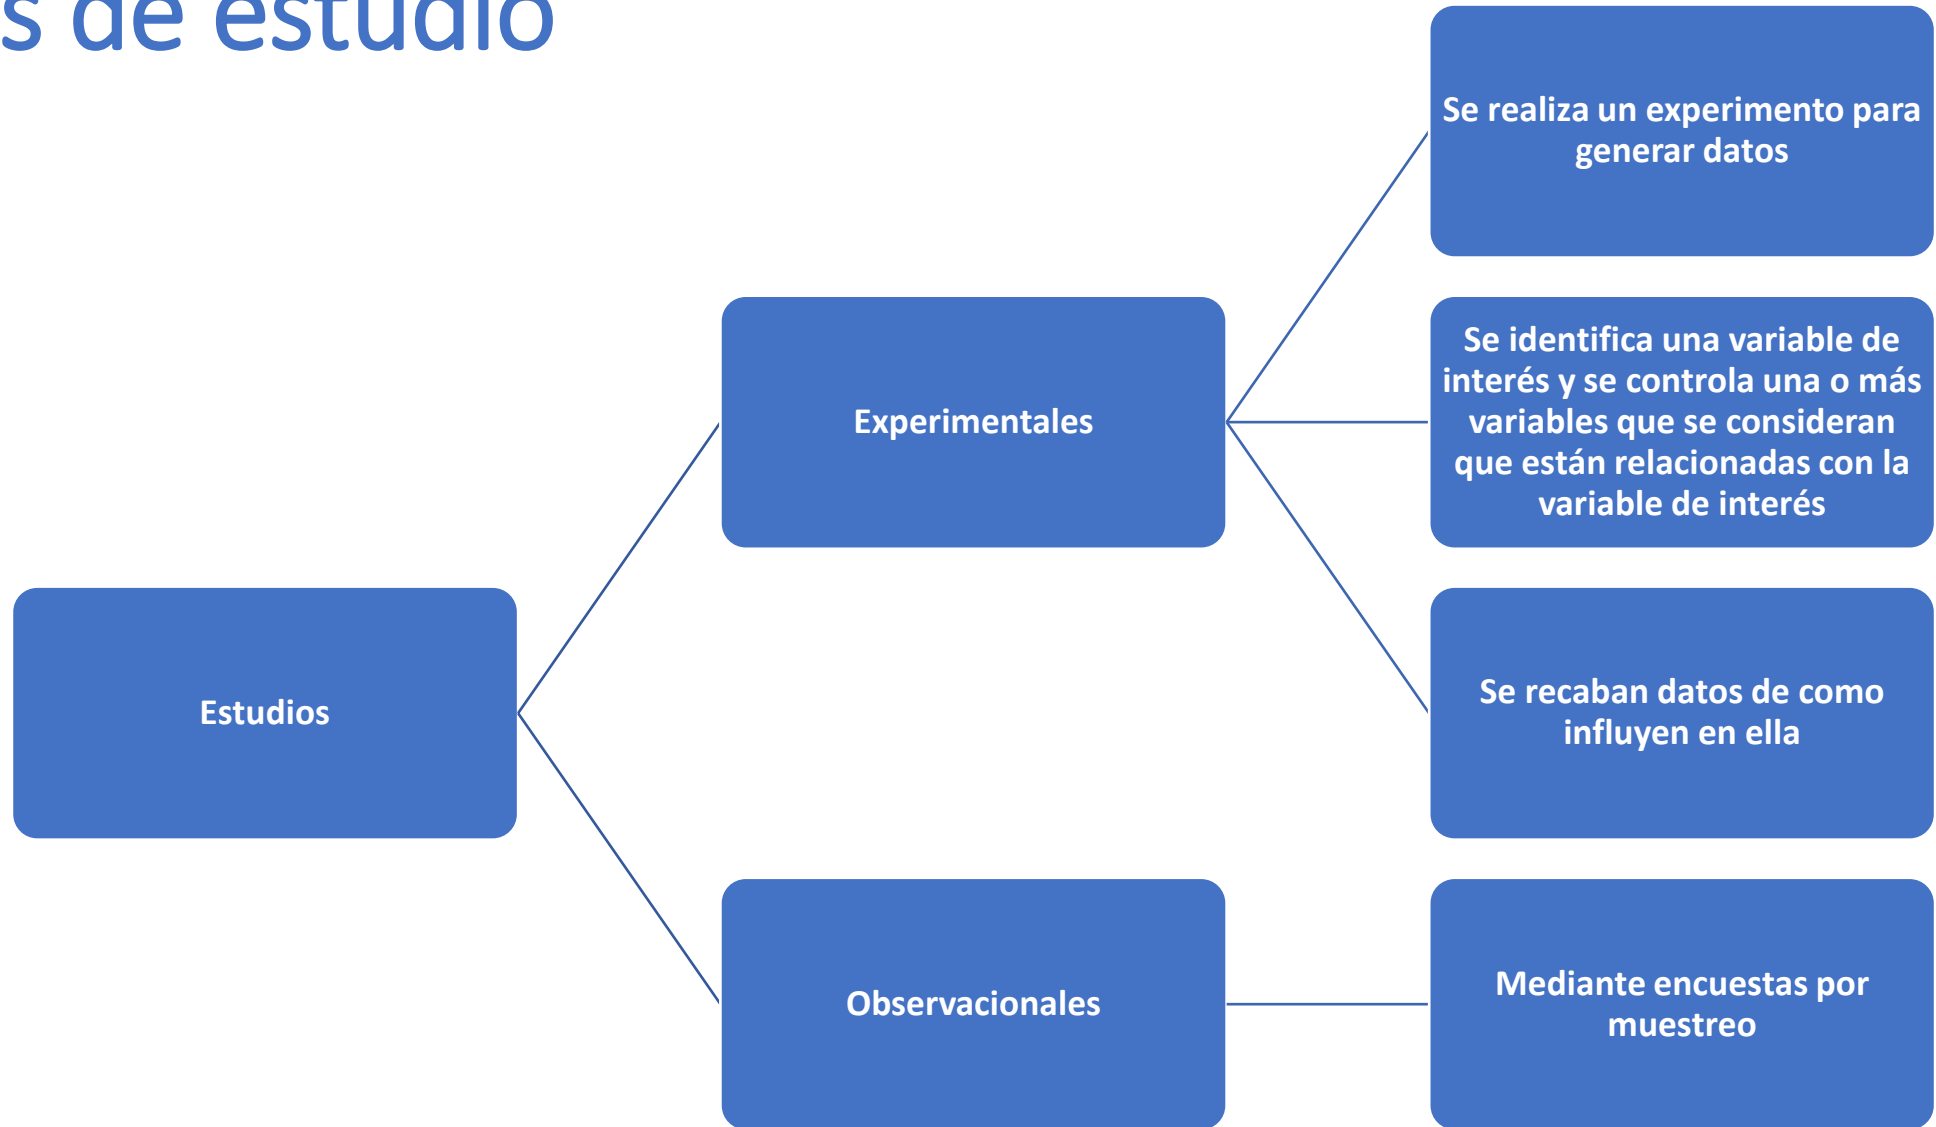 s de estudio
Se realiza un experimento para
generar datos
Se identifica una variable de
interés y se controla una o más
variables que se consideran
que están relacionadas con la
variable de interés
Experimentales
Se recaban datos de como
influyen en ella
Estudios
Observacionales
Mediante encuestas por
muestreo